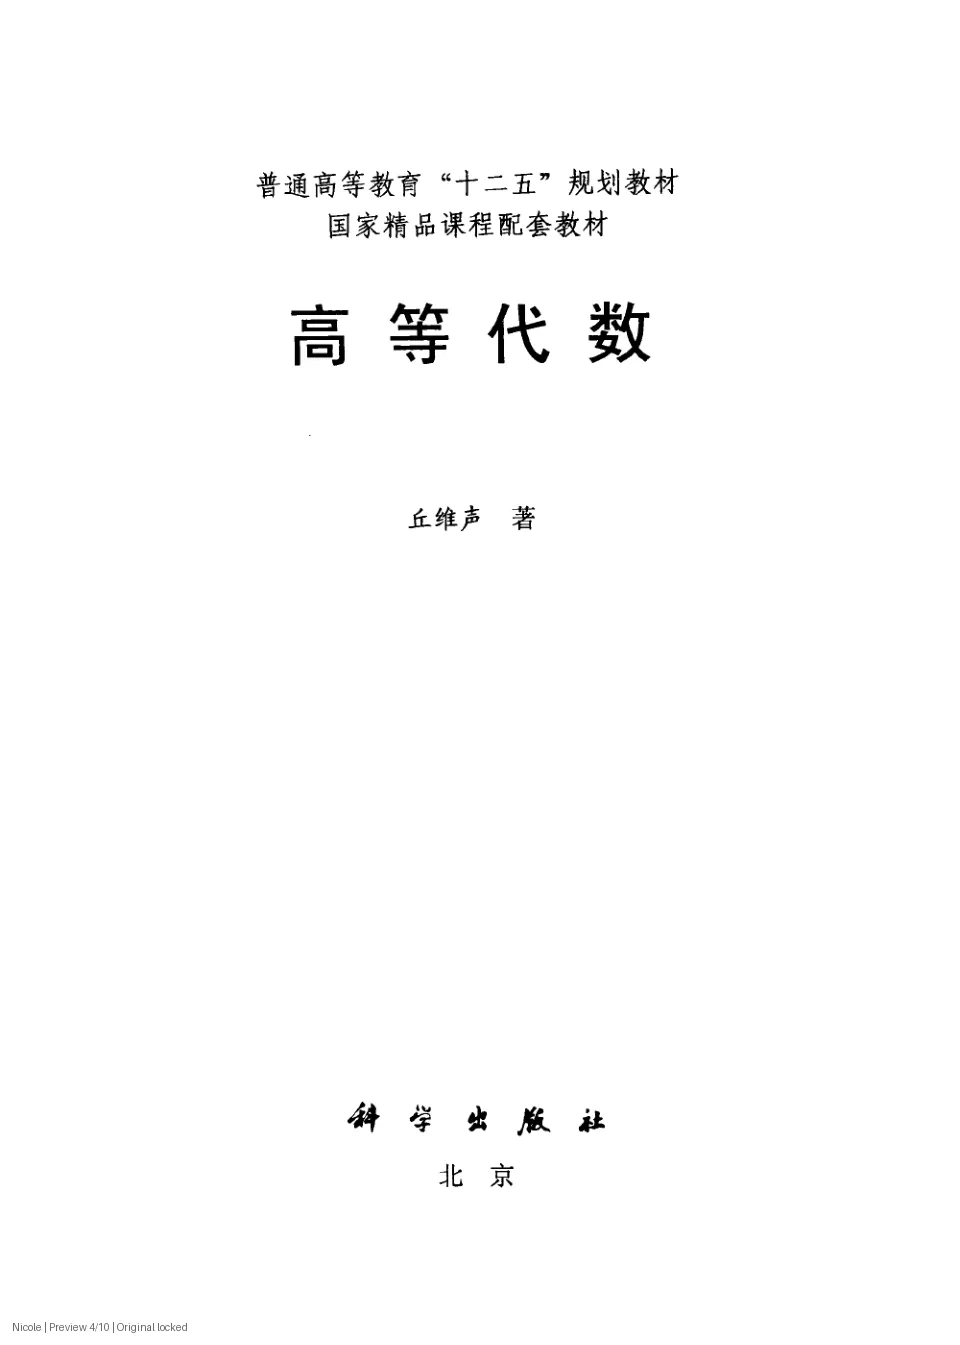 普通高等教育“十二五”规划教材
国家精品课程配套教材
高等代数
丘维声 著
科学出版社
北京
Nicole | Preview 4/10 | Original locked